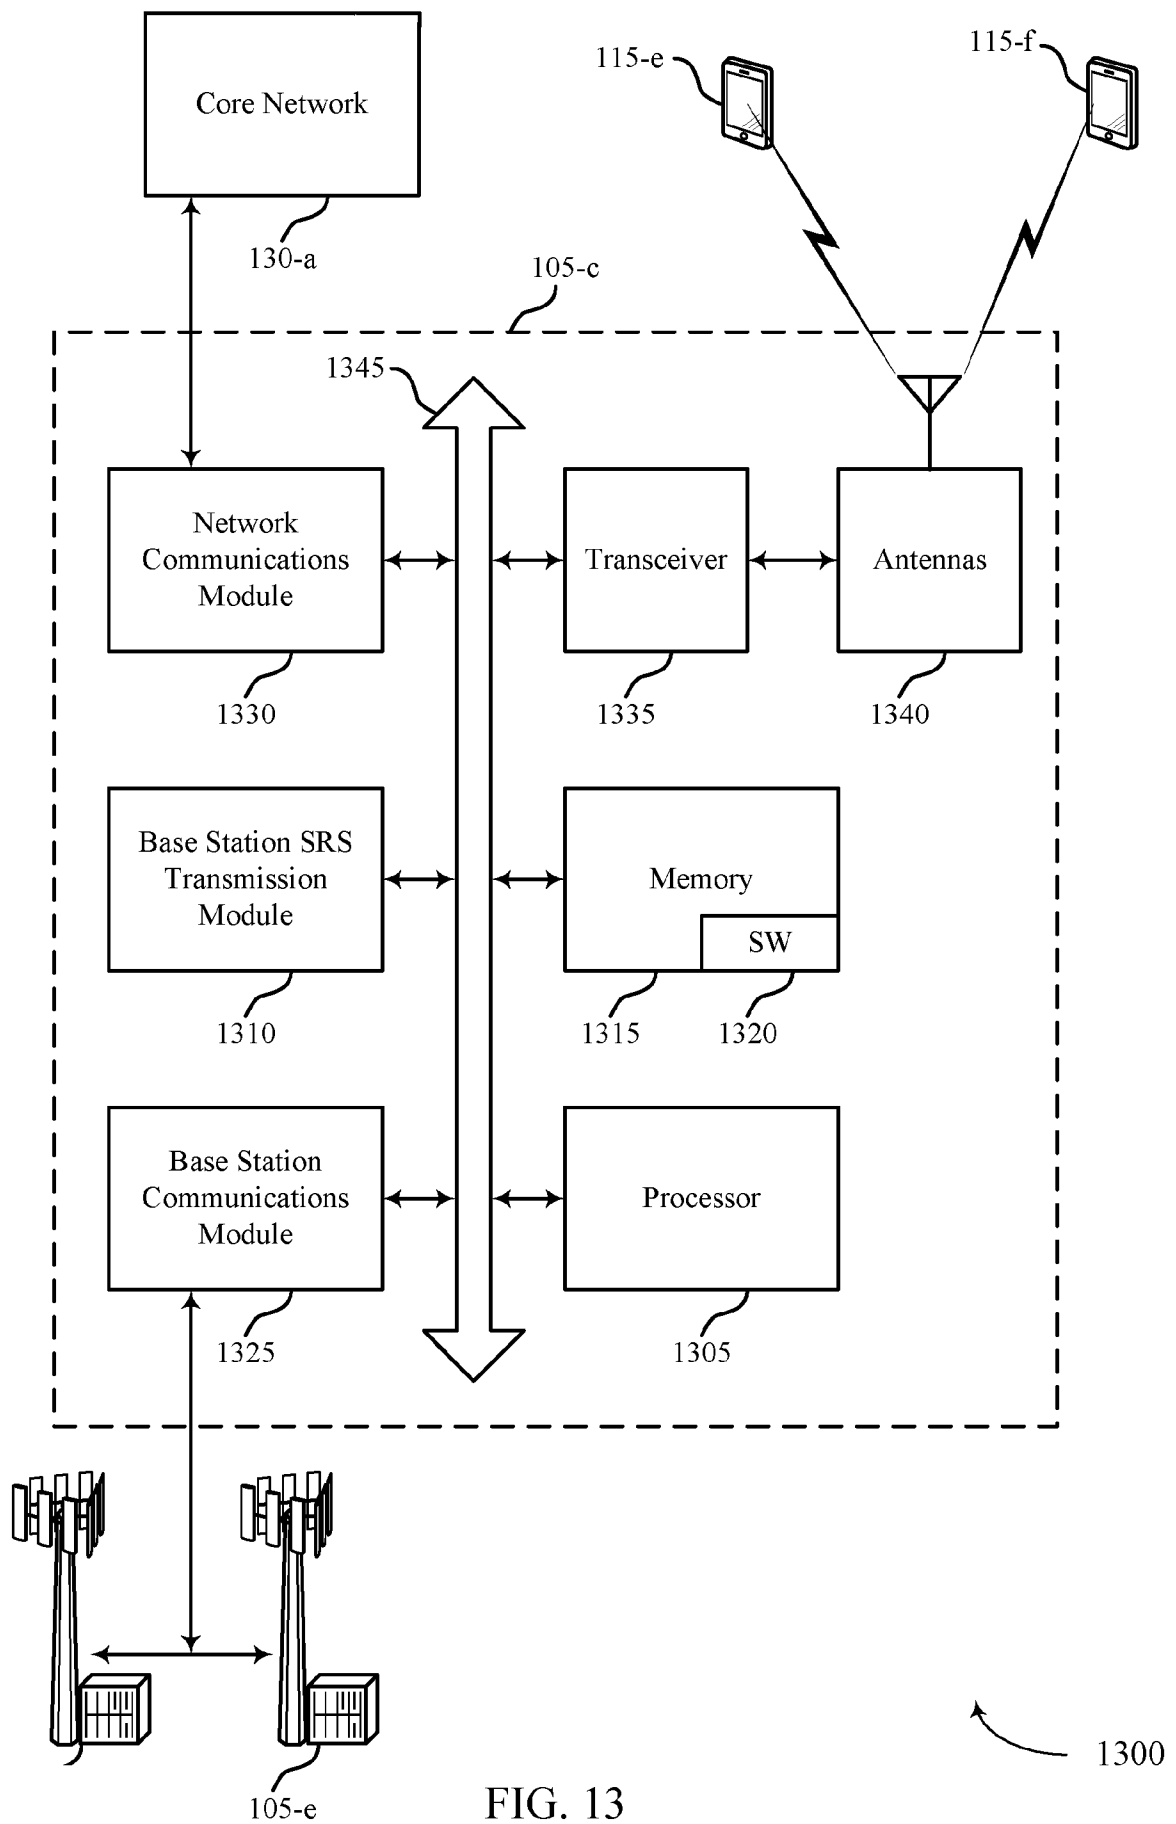 Core Network
115-e
115-f
130-a
105-c
1345
Network
Communications
Module
Transceiver
Antennas
1330
1335
1340
Base Station SRS
Transmission
Module
Memory
SW
1310
1315
1320
Base Station
Communications
Module
Processor
1325
1305
1300
105-e
FIG. 13